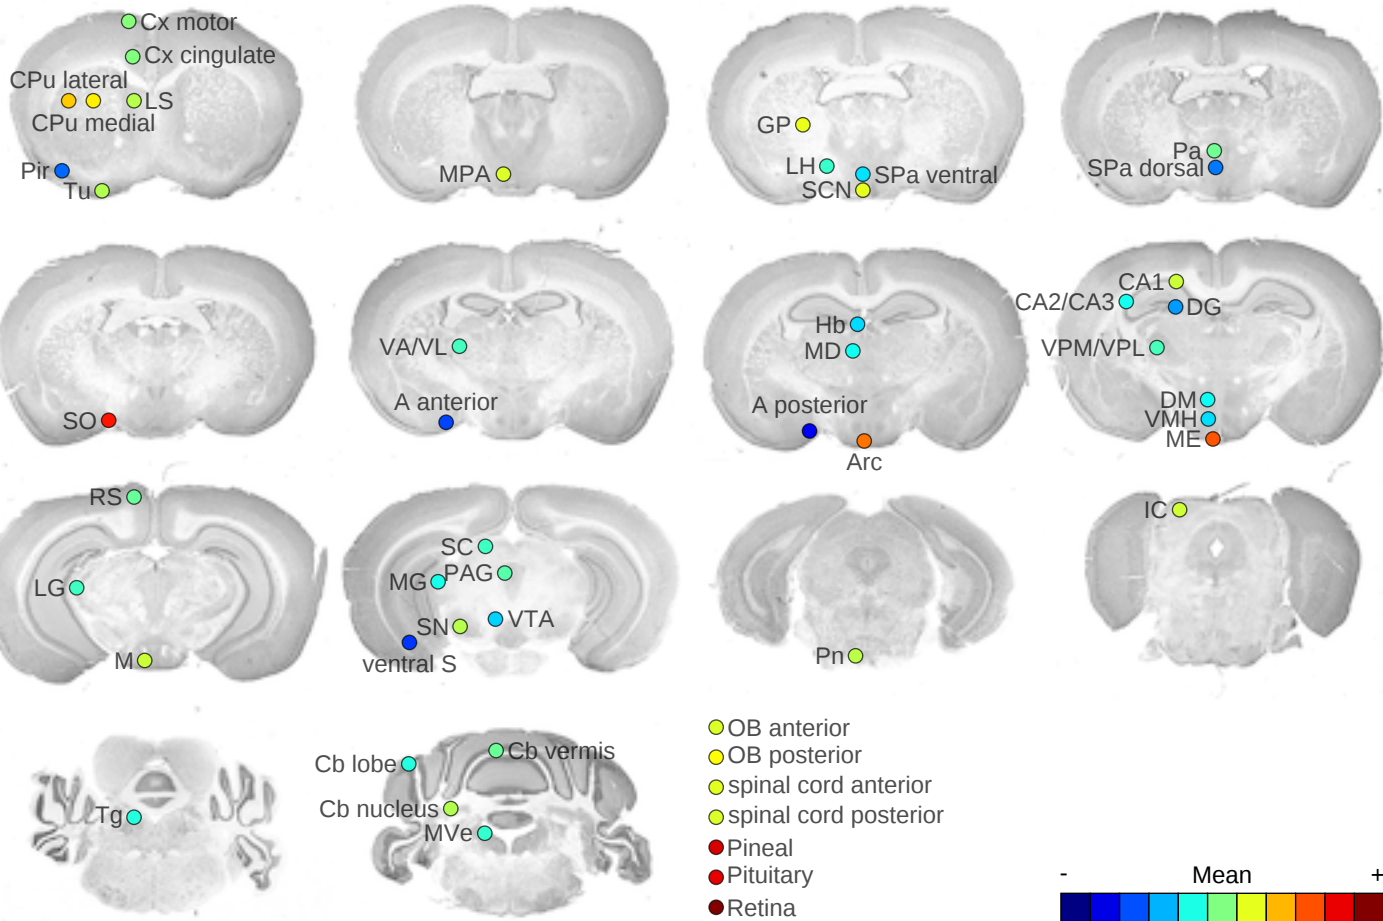 Cx motor
Cx cingulate
CPu lateral
LS
CPu medial
Pir
Tu
MPA
GP
LH
SPa ventral
SCN
Pa
SPa dorsal
SO
VA/VL
A anterior
Hb
MD
A posterior
Arc
CA1
CA2/CA3
DG
VPM/VPL
DM
VMH
ME
RS
LG
M
SC
MG
PAG
SN
VTA
ventral S
Pn
IC
Tg
Cb lobe
Cb vermis
Cb nucleus
MVe
OB anterior
OB posterior
spinal cord anterior
spinal cord posterior
Pineal
Pituitary
Retina
- Mean +